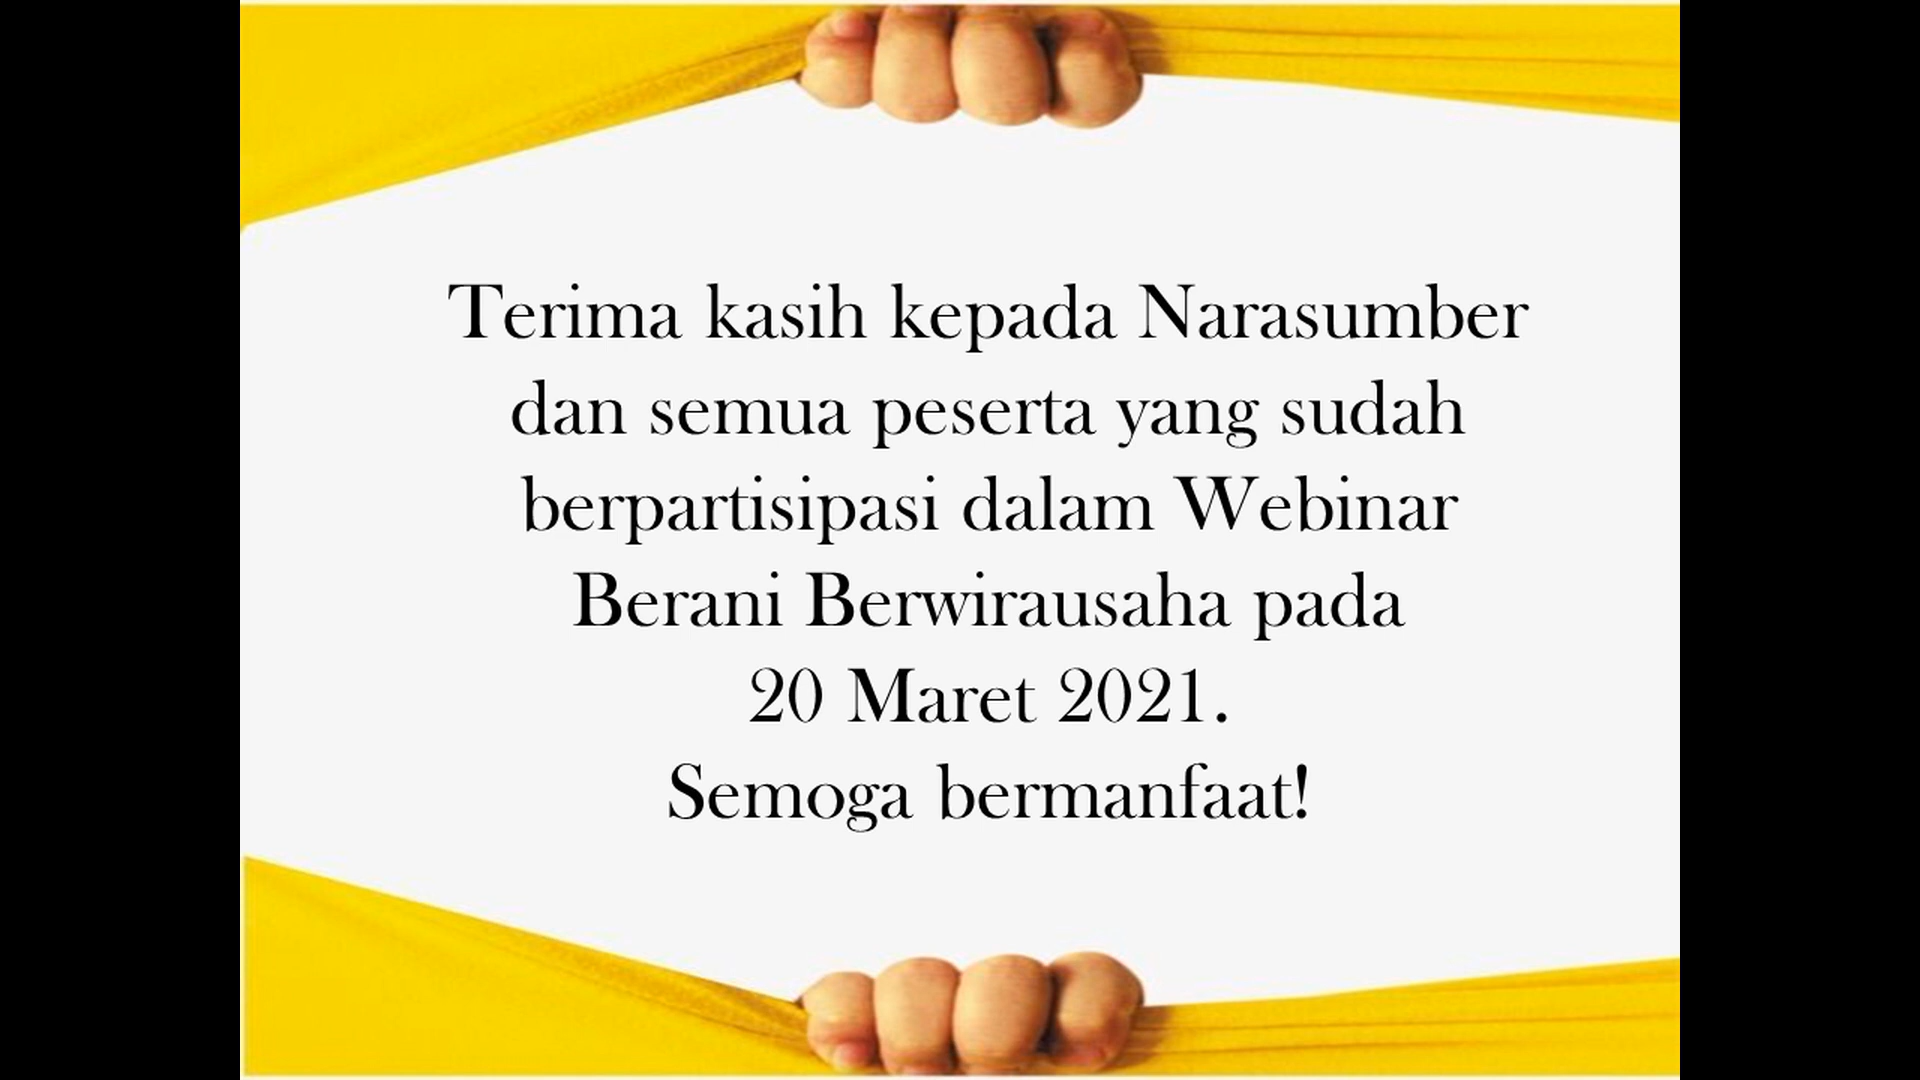 Terima kasih kepada Narasumber
dan semua peserta yang sudah
berpartisipasi dalam Webinar
Berani Berwirausaha pada
20 Maret 2021.
Semoga bermanfaat!